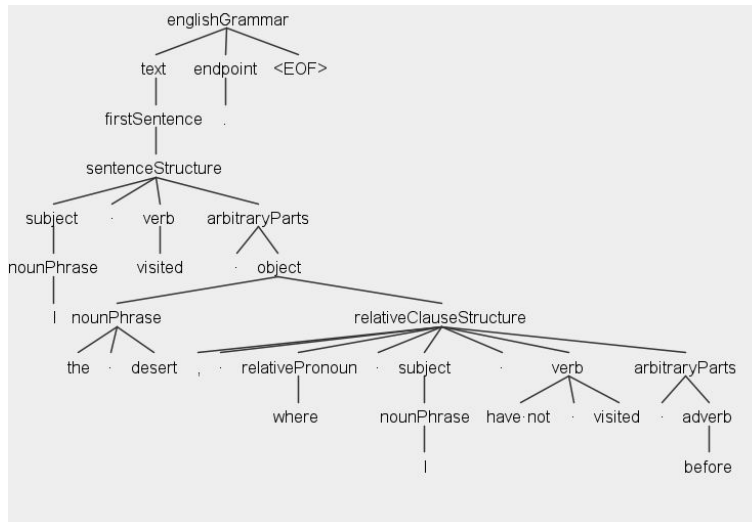 englishGrammar
text endpoint <EOF>
firstSentence .
sentenceStructure
subject · verb arbitraryParts
nounPhrase visited · object
I nounPhrase relativeClauseStructure
the · desert , · relativePronoun · subject · verb arbitraryParts
where nounPhrase have·not · visited · adverb
I before